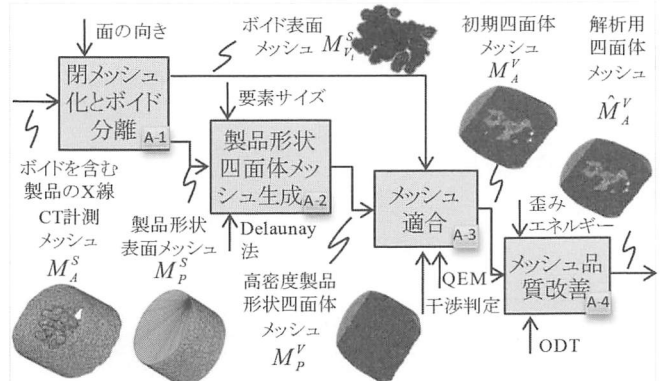 面の向き
閉メッシュ
化とボイド
分離
A-1
ボイド表面
メッシュ M^S_{V_i}
初期四面体
メッシュ
M^V_A
解析用
四面体
メッシュ
M̂^V_A
要素サイズ
製品形状
四面体メッ
シュ生成
A-2
Delaunay
法
ボイドを含む
製品のX線
CT計測
メッシュ
M^S_A
製品形状
表面メッシュ
M^S_P
高密度製品
形状四面体
メッシュ
M^V_P
メッシュ
適合
A-3
QEM
干渉判定
歪み
エネルギー
メッシュ品
質改善
A-4
ODT